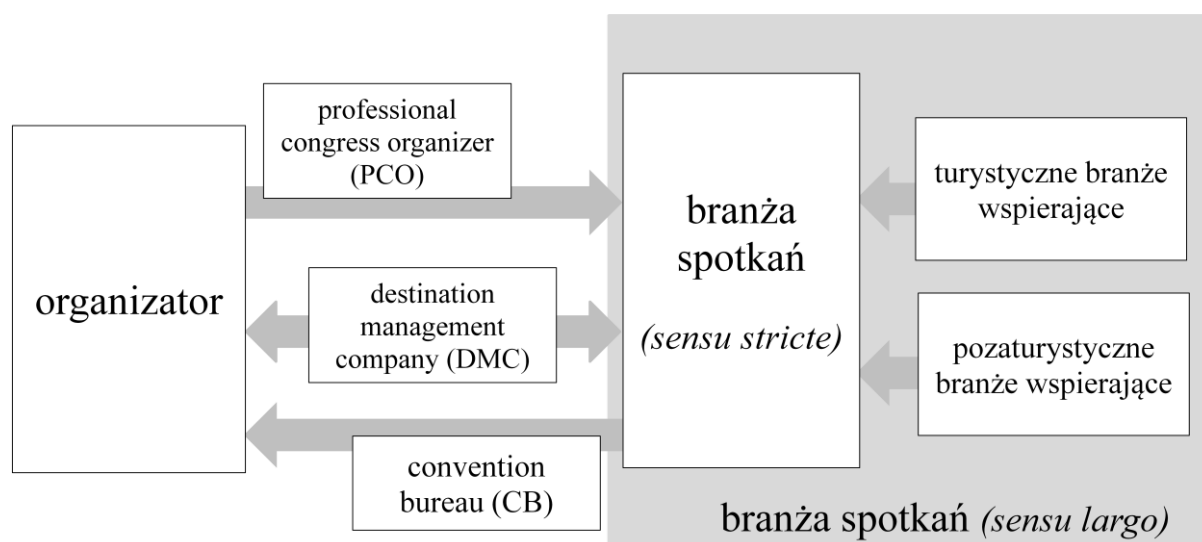 organizator
professional
congress organizer
(PCO)
destination
management
company (DMC)
convention
bureau (CB)
branża
spotkań
(sensu stricte)
turystyczne branże
wspierające
pozaturystyczne
branże wspierające
branża spotkań (sensu largo)